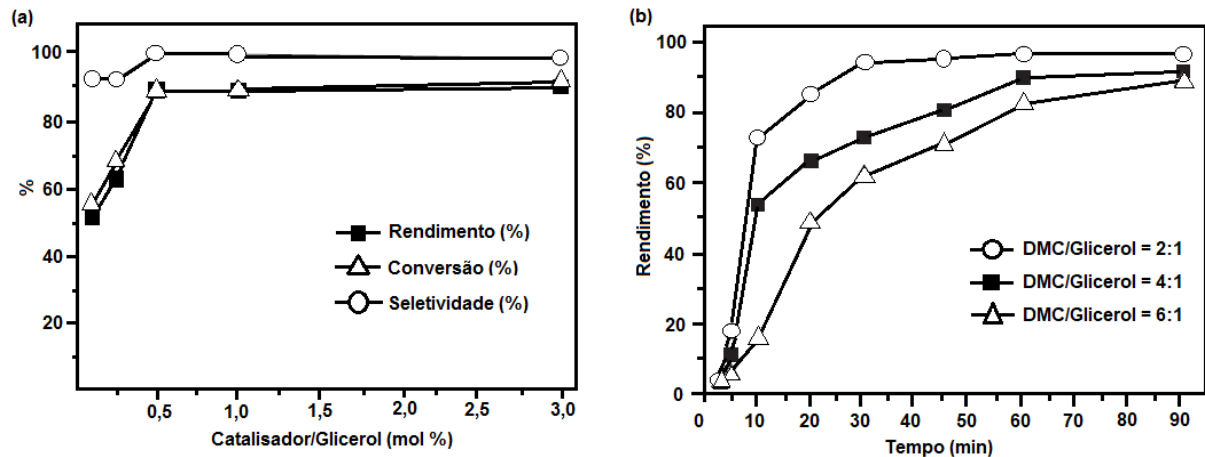 (a)
100
80
60
40
20
%
Rendimento (%)
Conversão (%)
Seletividade (%)
0,5 1,0 1,5 2,0 2,5 3,0
Catalisador/Glicerol (mol %)
(b)
100
80
60
40
20
0
Rendimento (%)
DMC/Glicerol = 2:1
DMC/Glicerol = 4:1
DMC/Glicerol = 6:1
0 10 20 30 40 50 60 70 80 90
Tempo (min)